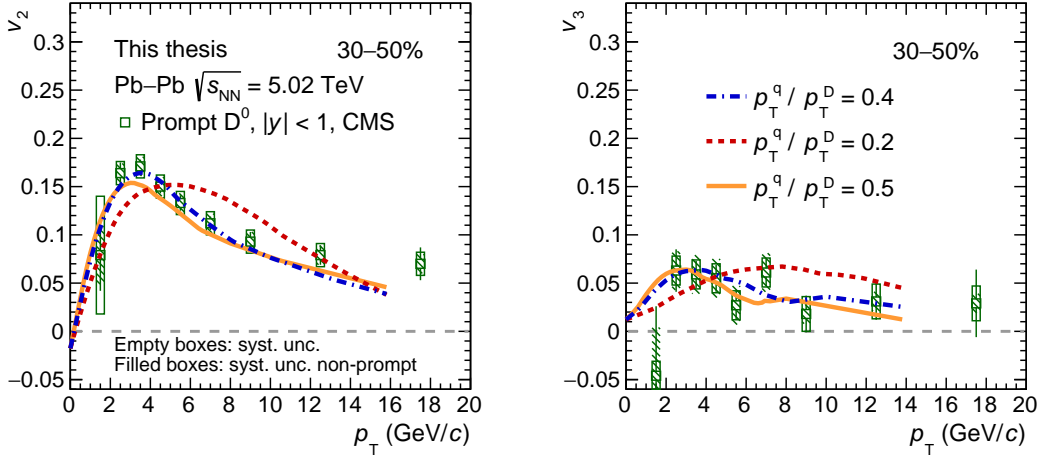 v₂
0.3
0.25
0.2
0.15
0.1
0.05
0
−0.05
This thesis 30–50%
Pb–Pb √s_NN = 5.02 TeV
Prompt D⁰, |y| < 1, CMS
Empty boxes: syst. unc.
Filled boxes: syst. unc. non-prompt
0 2 4 6 8 10 12 14 16 18 20
p_T (GeV/c)
v₃
0.3
0.25
0.2
0.15
0.1
0.05
0
−0.05
30–50%
p_T^q / p_T^D = 0.4
p_T^q / p_T^D = 0.2
p_T^q / p_T^D = 0.5
0 2 4 6 8 10 12 14 16 18 20
p_T (GeV/c)